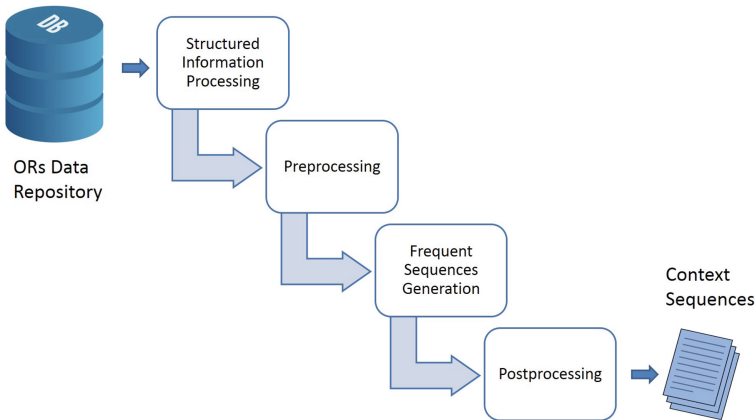 DB
Structured
Information
Processing
ORs Data
Repository
Preprocessing
Frequent
Sequences
Generation
Context
Sequences
Postprocessing